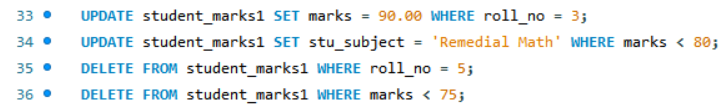 33 UPDATE student_marks1 SET marks = 90.00 WHERE roll_no = 3;
34 UPDATE student_marks1 SET stu_subject = 'Remedial Math' WHERE marks < 80;
35 DELETE FROM student_marks1 WHERE roll_no = 5;
36 DELETE FROM student_marks1 WHERE marks < 75;